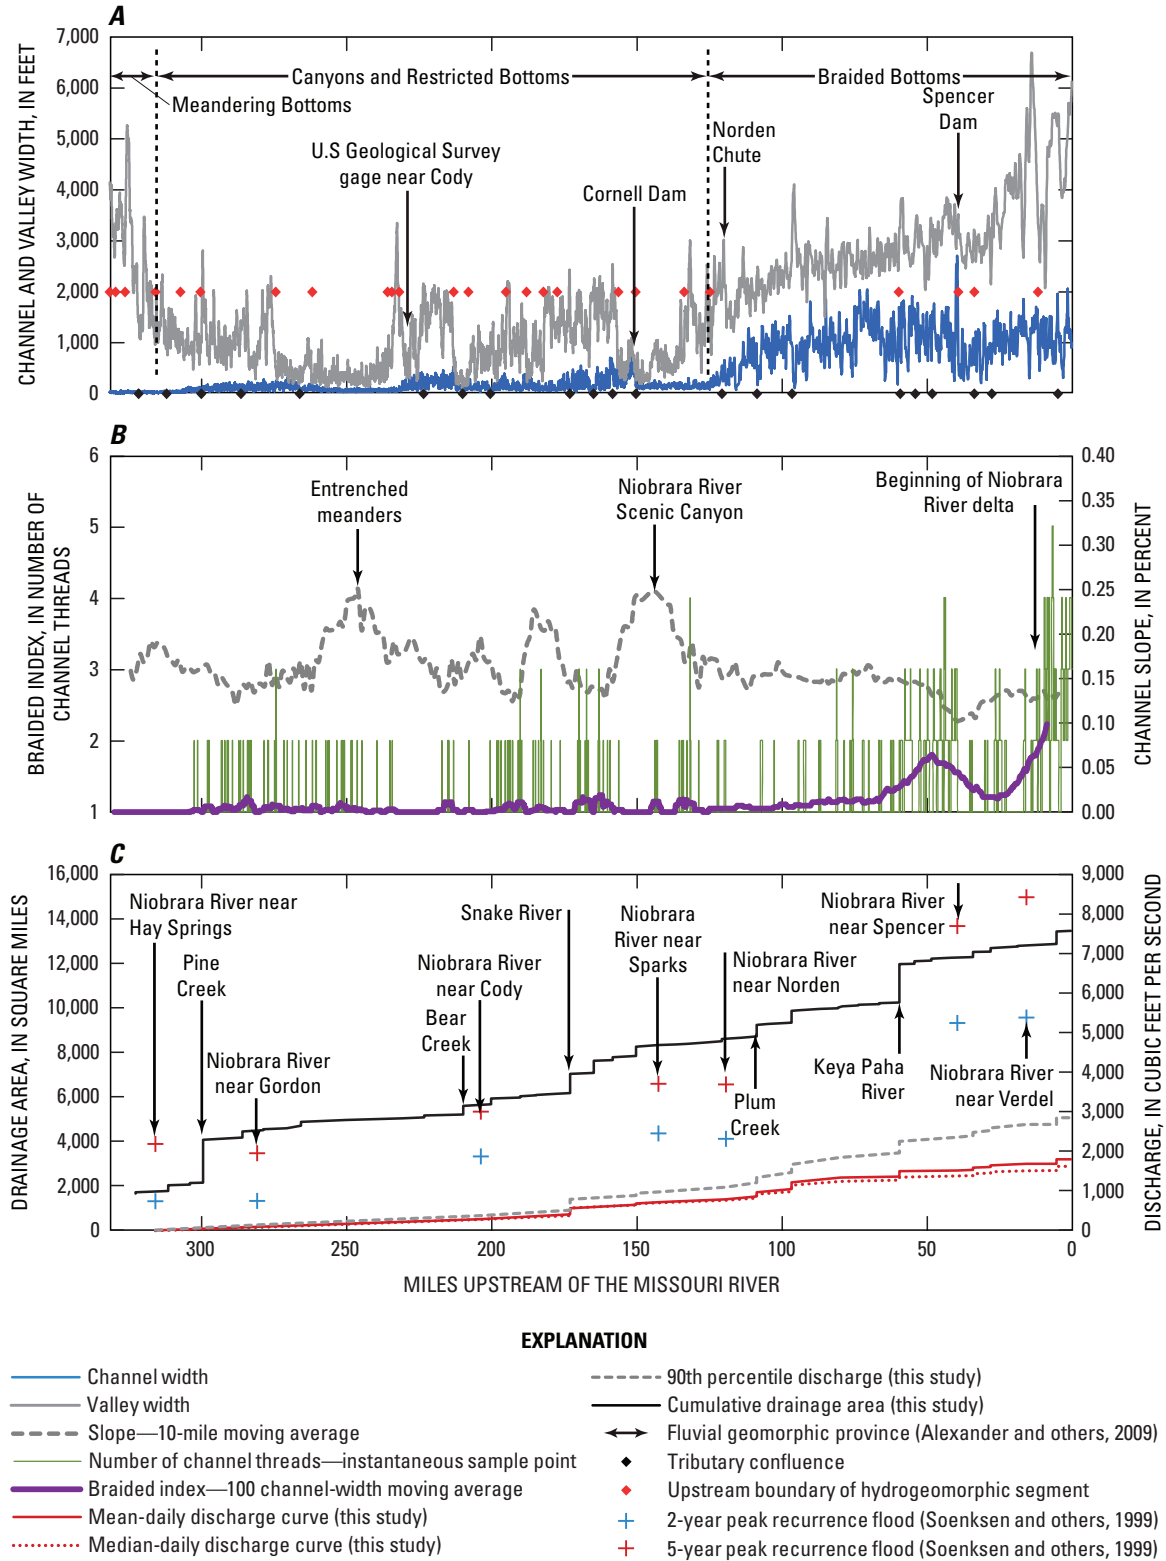 A
CHANNEL AND VALLEY WIDTH, IN FEET
7,000
6,000
5,000
4,000
3,000
2,000
1,000
0
Meandering Bottoms
Canyons and Restricted Bottoms
Braided Bottoms
U.S Geological Survey
gage near Cody
Cornell Dam
Norden
Chute
Spencer
Dam
B
BRAIDED INDEX, IN NUMBER OF
CHANNEL THREADS
6
5
4
3
2
1
Entrenched
meanders
Niobrara River
Scenic Canyon
Beginning of Niobrara
River delta
0.40
0.35
0.30
0.25
0.20
0.15
0.10
0.05
0.00
CHANNEL SLOPE, IN PERCENT
C
DRAINAGE AREA, IN SQUARE MILES
16,000
14,000
12,000
10,000
8,000
6,000
4,000
2,000
0
Niobrara River near
Hay Springs
Pine
Creek
Niobrara River
near Gordon
Bear
Creek
Niobrara River
near Cody
Snake River
Niobrara
River near
Sparks
Niobrara River
near Norden
Plum
Creek
Keya Paha
River
Niobrara River
near Spencer
Niobrara River
near Verdel
9,000
8,000
7,000
6,000
5,000
4,000
3,000
2,000
1,000
0
DISCHARGE, IN CUBIC FEET PER SECOND
300
250
200
150
100
50
0
MILES UPSTREAM OF THE MISSOURI RIVER
EXPLANATION
Channel width
Valley width
Slope—10-mile moving average
Number of channel threads—instantaneous sample point
Braided index—100 channel-width moving average
Mean-daily discharge curve (this study)
Median-daily discharge curve (this study)
90th percentile discharge (this study)
Cumulative drainage area (this study)
Fluvial geomorphic province (Alexander and others, 2009)
Tributary confluence
Upstream boundary of hydrogeomorphic segment
2-year peak recurrence flood (Soenksen and others, 1999)
5-year peak recurrence flood (Soenksen and others, 1999)